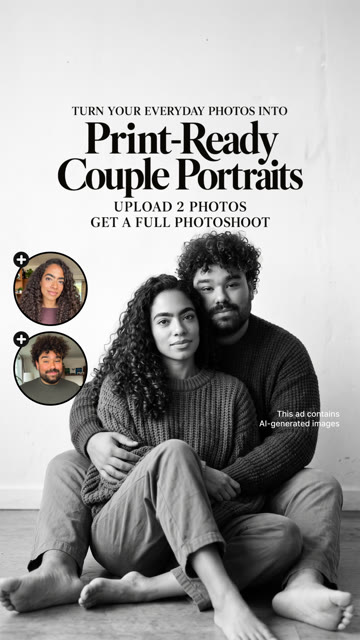 TURN YOUR EVERYDAY PHOTOS INTO
Print-Ready
Couple Portraits
UPLOAD 2 PHOTOS
GET A FULL PHOTOSHOOT
This ad contains
AI-generated images